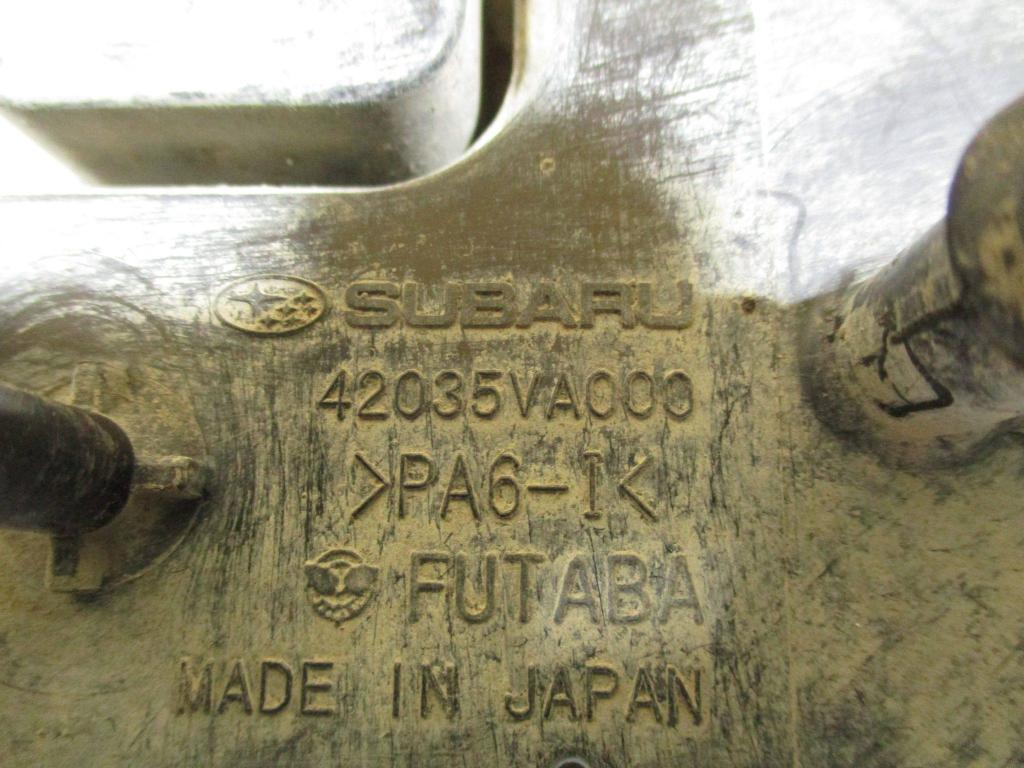 SUBARU
42035VA000
>PA6-I<
FUTABA
MADE IN JAPAN